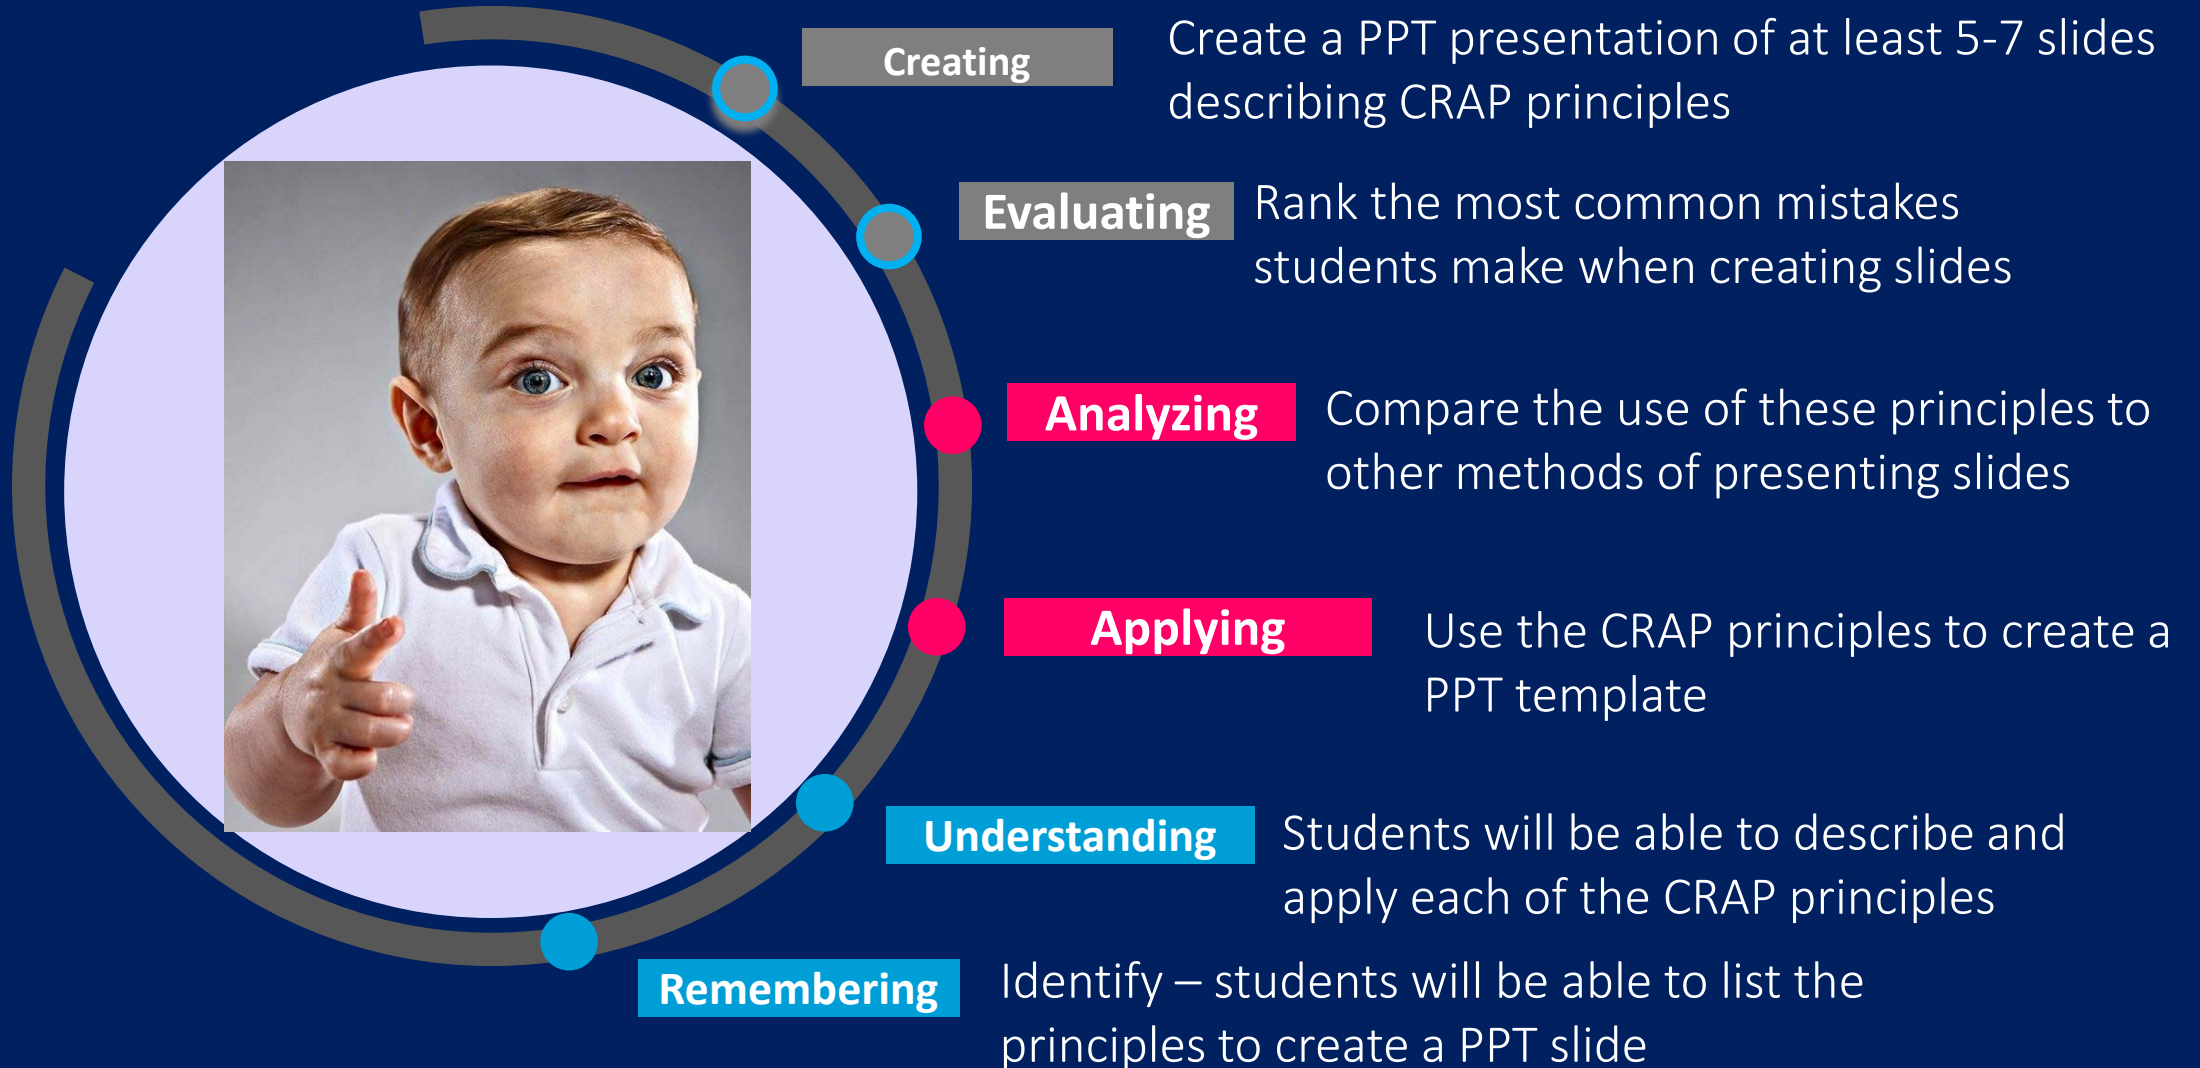 Creating
Create a PPT presentation of at least 5-7 slides
describing CRAP principles
Evaluating
Rank the most common mistakes
students make when creating slides
Analyzing
Compare the use of these principles to
other methods of presenting slides
Applying
Use the CRAP principles to create a
PPT template
Understanding
Students will be able to describe and
apply each of the CRAP principles
Remembering
Identify – students will be able to list the
principles to create a PPT slide